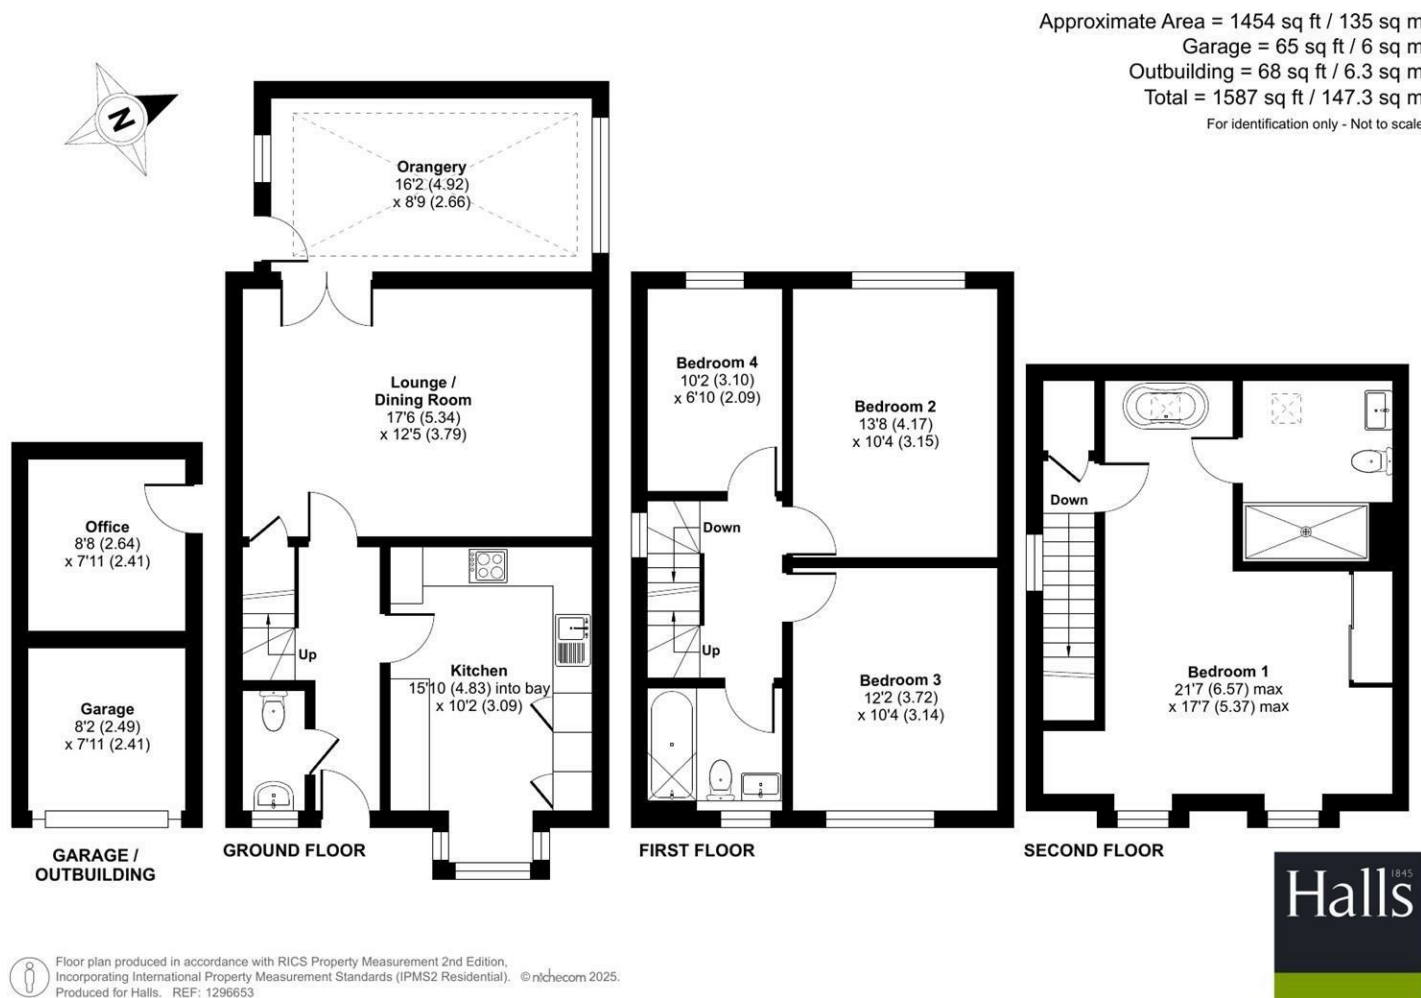 Approximate Area = 1454 sq ft / 135 sq m
Garage = 65 sq ft / 6 sq m
Outbuilding = 68 sq ft / 6.3 sq m
Total = 1587 sq ft / 147.3 sq m
For identification only - Not to scale
N
Orangery
16'2 (4.92)
x 8'9 (2.66)
Lounge /
Dining Room
17'6 (5.34)
x 12'5 (3.79)
Up
Kitchen
15'10 (4.83) into bay
x 10'2 (3.09)
GROUND FLOOR
Office
8'8 (2.64)
x 7'11 (2.41)
Garage
8'2 (2.49)
x 7'11 (2.41)
GARAGE /
OUTBUILDING
Bedroom 4
10'2 (3.10)
x 6'10 (2.09)
Bedroom 2
13'8 (4.17)
x 10'4 (3.15)
Down
Up
Bedroom 3
12'2 (3.72)
x 10'4 (3.14)
FIRST FLOOR
Down
Bedroom 1
21'7 (6.57) max
x 17'7 (5.37) max
SECOND FLOOR
Halls
1845
Floor plan produced in accordance with RICS Property Measurement 2nd Edition,
Incorporating International Property Measurement Standards (IPMS2 Residential). © nichecom 2025.
Produced for Halls. REF: 1296653